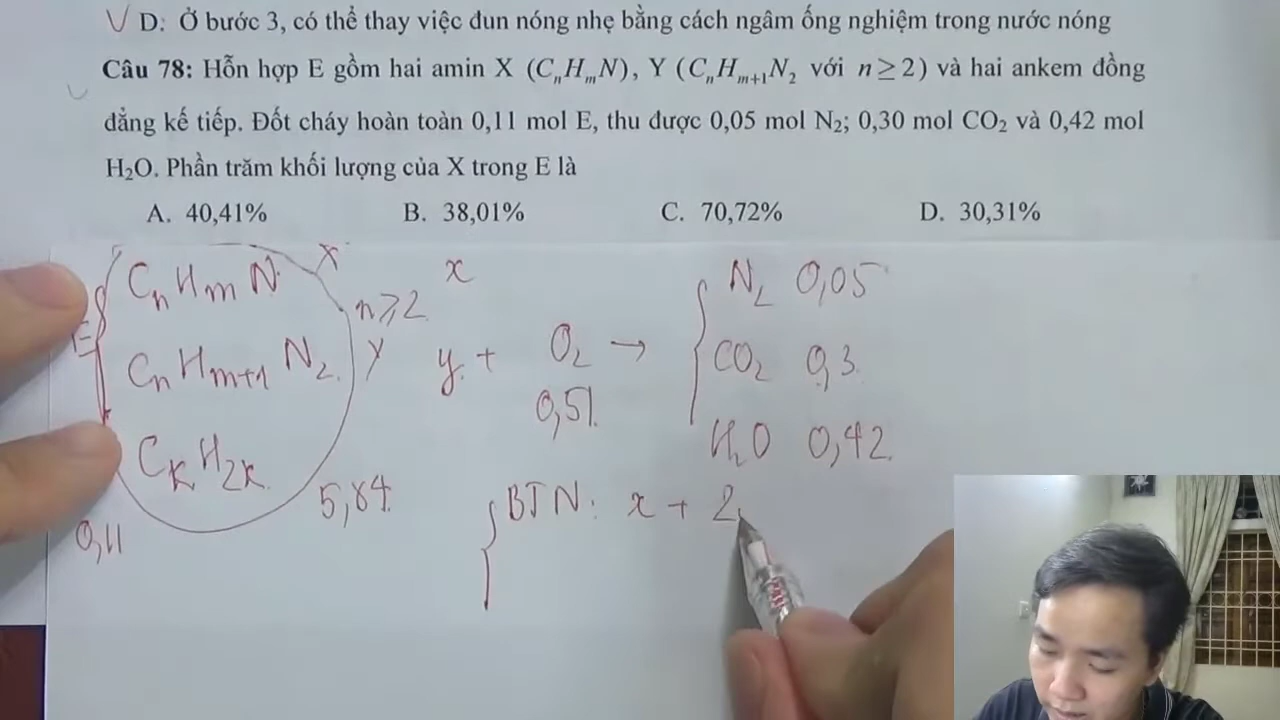 D. Ở bước 3, có thể thay việc đun nóng nhẹ bằng cách ngâm ống nghiệm trong nước nóng
Câu 78: Hỗn hợp E gồm hai amin X (CnHmN), Y (CnHm+1N2 với n ≥ 2) và hai ankem đồng
đẳng kế tiếp. Đốt cháy hoàn toàn 0,11 mol E, thu được 0,05 mol N2; 0,30 mol CO2 và 0,42 mol
H2O. Phần trăm khối lượng của X trong E là
A. 40,41% B. 38,01% C. 70,72% D. 30,31%
CnHmN X x N2 0,05
n ≥ 2
CnHm+1N2 Y y + O2 → CO2 0,3
0,51
CkH2k H2O 0,42
0,11 5,84 BTN: x + 2